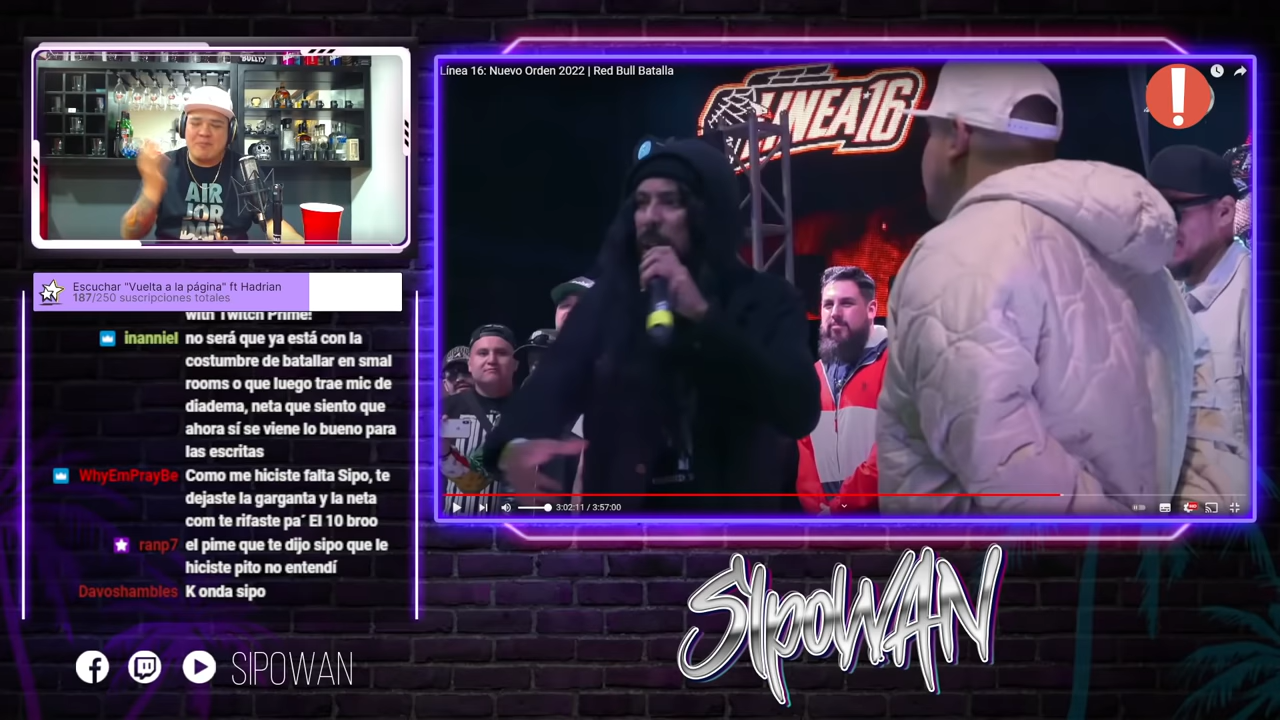 BULLY
AIR
JOR
Línea 16: Nuevo Orden 2022 | Red Bull Batalla
LINEA16
!
Escuchar "Vuelta a la página" ft Hadrian
187/250 suscripciones totales
with Twitch Prime!
inanniel no será que ya está con la
costumbre de batallar en smal
rooms o que luego trae mic de
diadema, neta que siento que
ahora sí se viene lo bueno para
las escritas
WhyEmPrayBe Como me hiciste falta Sipo, te
dejaste la garganta y la neta
com te rifaste pa´ El 10 broo
ranp7 el pime que te dijo sipo que le
hiciste pito no entendí
Davoshambles K onda sipo
3:02:11 / 3:57:00
SIPOWAN
SIPOWAN